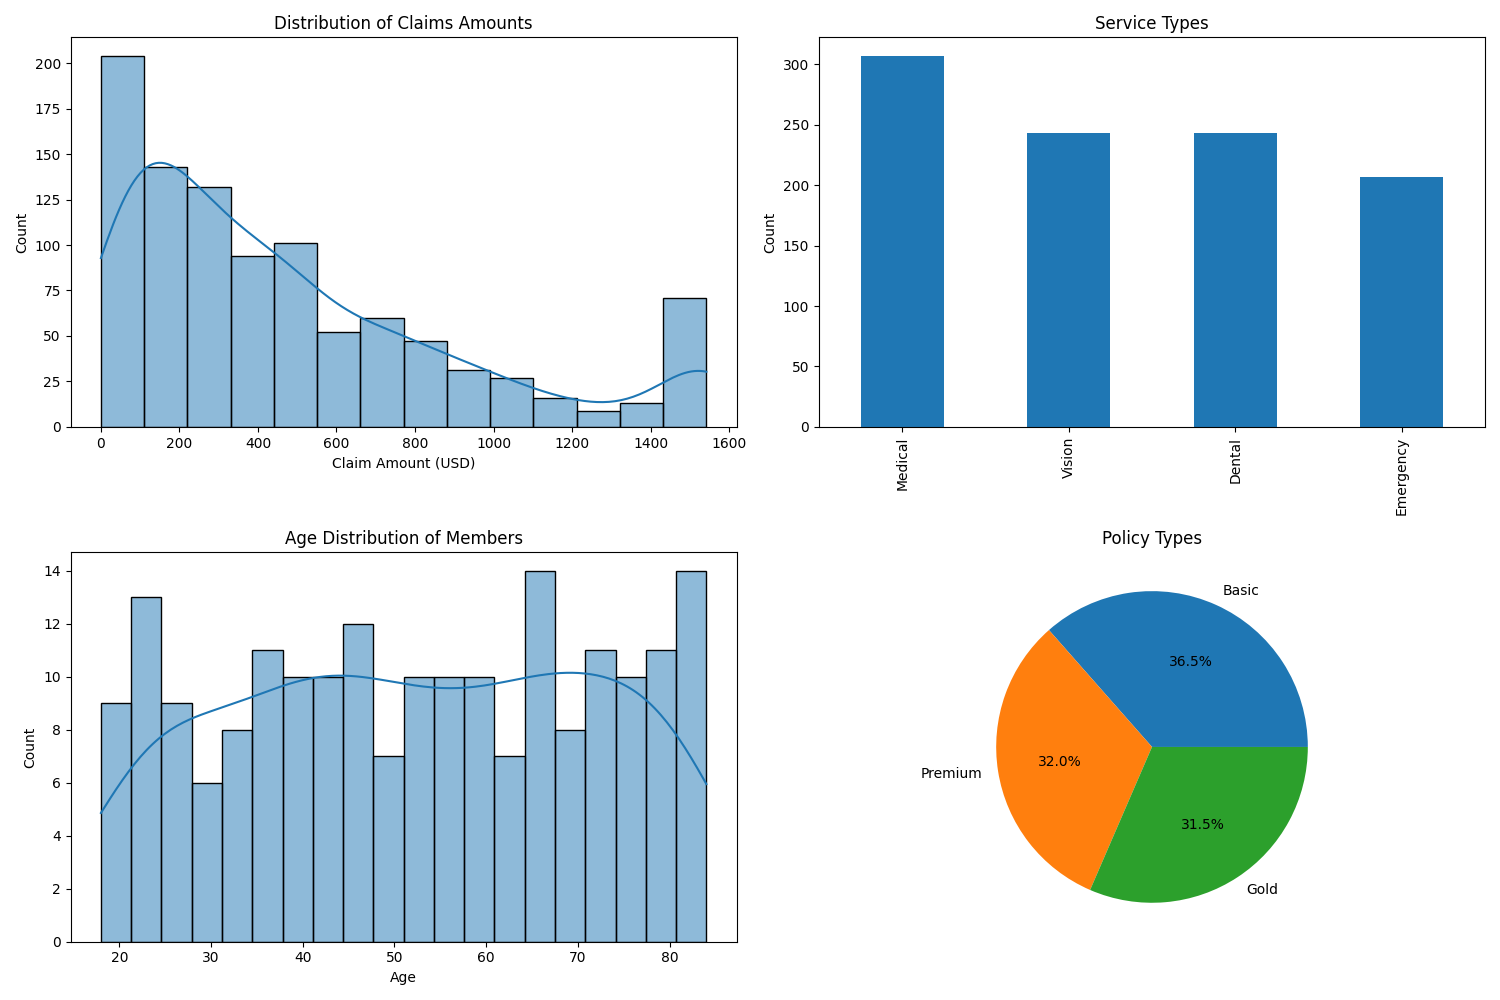 Distribution of Claims Amounts
200
175
150
125
100
75
50
25
0
Count
0 200 400 600 800 1000 1200 1400 1600
Claim Amount (USD)
Service Types
300
250
200
150
100
50
0
Count
Medical
Vision
Dental
Emergency
Age Distribution of Members
14
12
10
8
6
4
2
0
Count
20 30 40 50 60 70 80
Age
Policy Types
Basic
36.5%
Premium
32.0%
31.5%
Gold